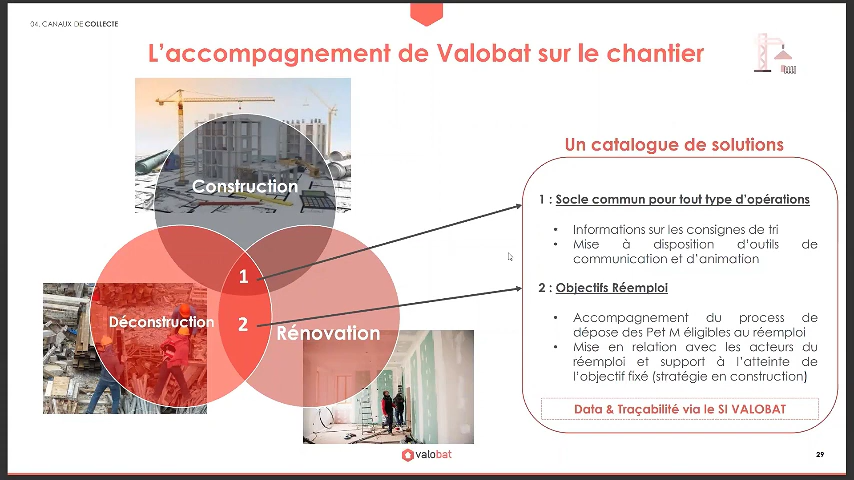 04. CANAUX DE COLLECTE
L'accompagnement de Valobat sur le chantier
Construction
Déconstruction
Rénovation
1
2
Un catalogue de solutions
1 : Socle commun pour tout type d'opérations
• Informations sur les consignes de tri
• Mise à disposition d'outils de
communication et d'animation
2 : Objectifs Réemploi
• Accompagnement du process de
dépose des Pet M éligibles au réemploi
• Mise en relation avec les acteurs du
réemploi et support à l'atteinte de
l'objectif fixé (stratégie en construction)
Data & Traçabilité via le SI VALOBAT
valobat
29